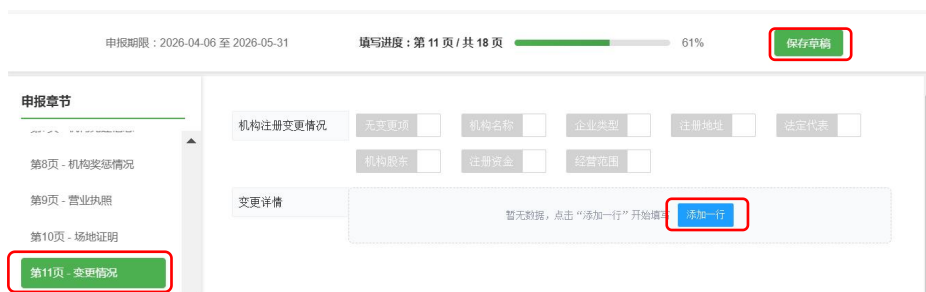 申报期限：2026-04-06 至 2026-05-31
填写进度：第 11 页 / 共 18 页
61%
保存草稿
申报章节
第8页 - 机构奖惩情况
第9页 - 营业执照
第10页 - 场地证明
第11页 - 变更情况
机构注册变更情况
无变更项
机构名称
企业类型
注册地址
法定代表
机构股东
注册资金
经营范围
变更详情
暂无数据，点击“添加一行”开始填写
添加一行